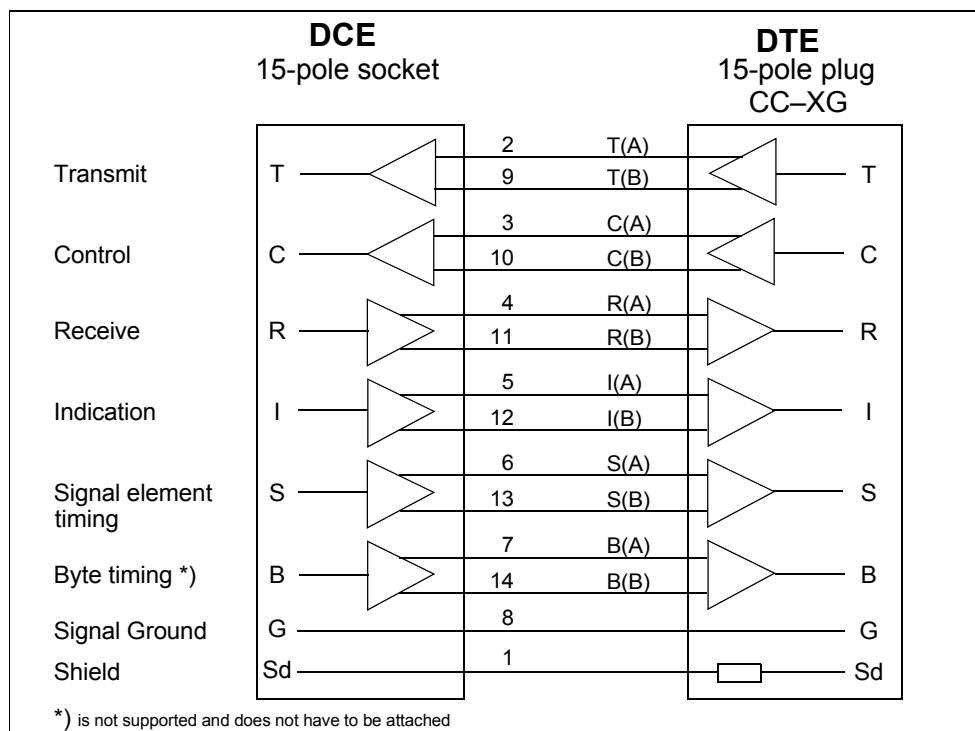 DCE
15-pole socket
DTE
15-pole plug
CC–XG
Transmit T 2 T(A) T
9 T(B)
Control C 3 C(A) C
10 C(B)
Receive R 4 R(A) R
11 R(B)
Indication I 5 I(A) I
12 I(B)
Signal element timing S 6 S(A) S
13 S(B)
Byte timing *) B 7 B(A) B
14 B(B)
Signal Ground G 8 G
Shield Sd 1 Sd
*) is not supported and does not have to be attached